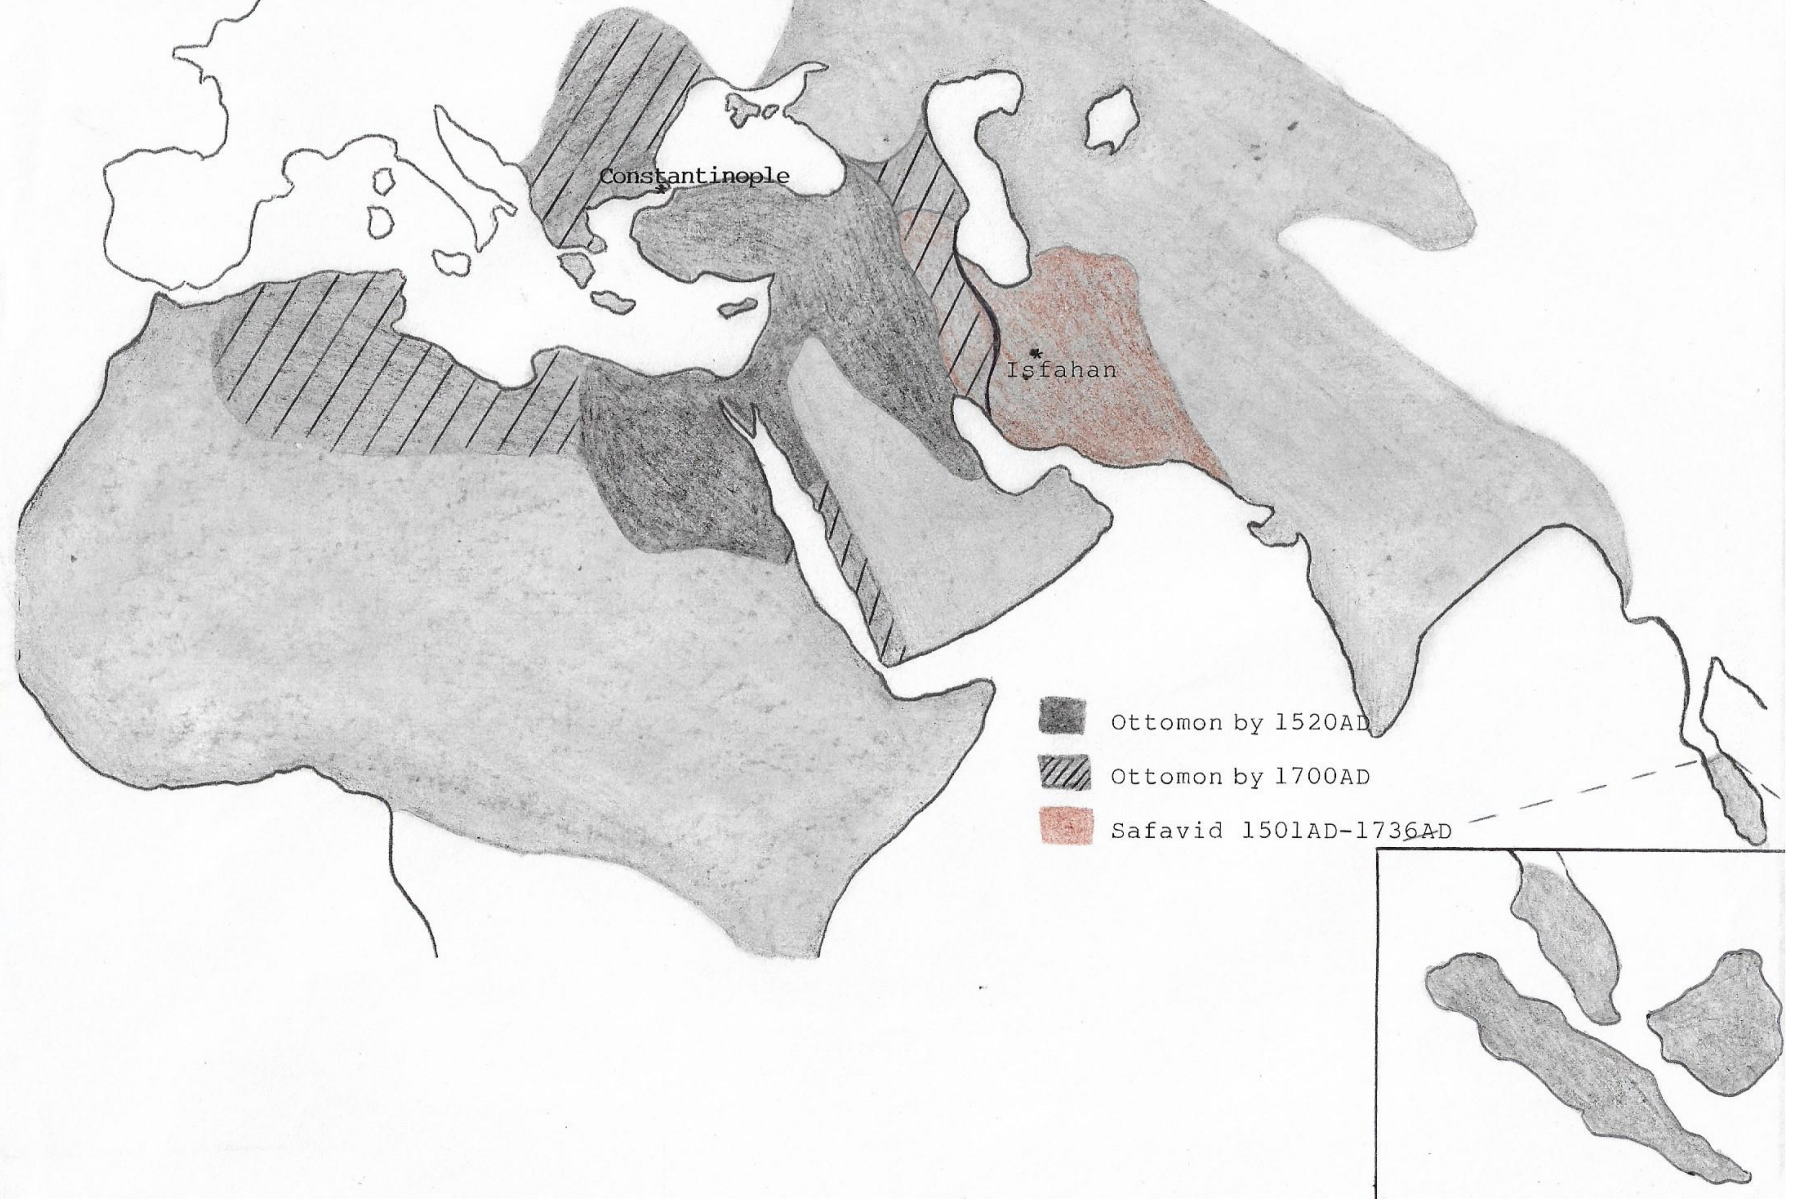 Constantinople
Isfahan
Ottomon by 1520AD
Ottomon by 1700AD
Safavid 1501AD-1736AD